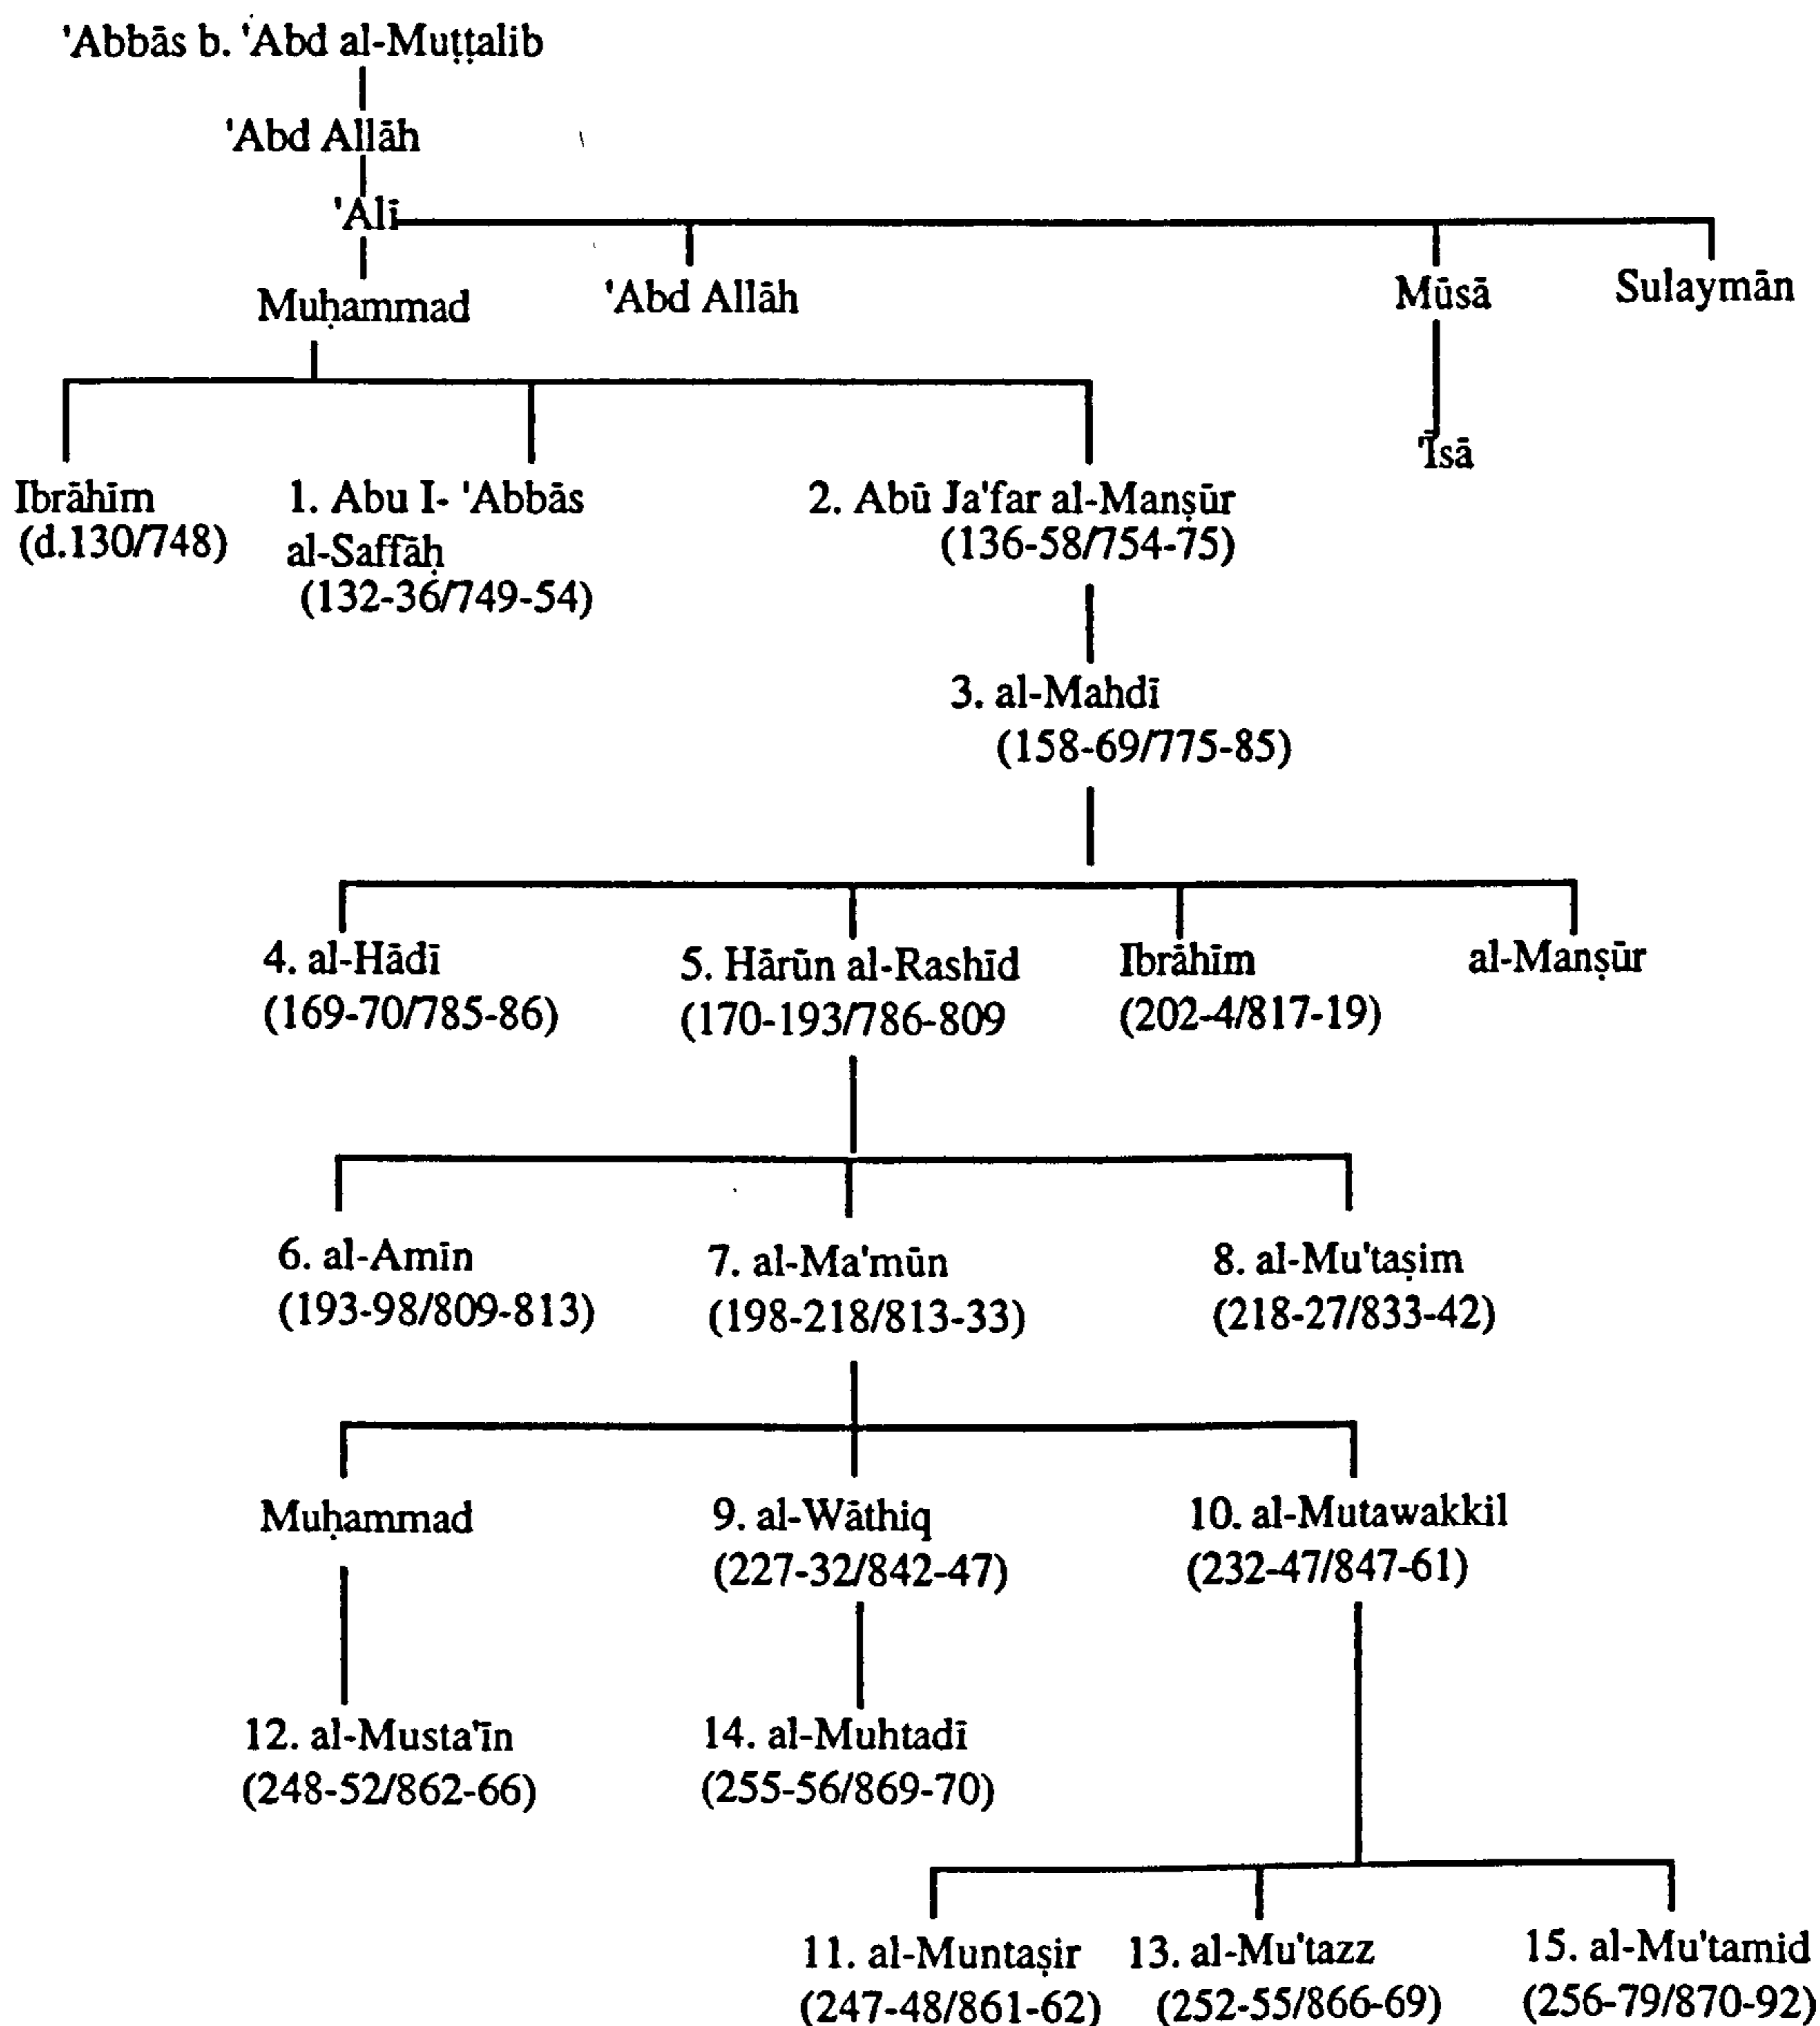 'Abbās b. 'Abd al-Muṭṭalib
'Abd Allāh
'Alī
Muḥammad
'Abd Allāh
Mūsā
Sulaymān
'Īsā
Ibrāhīm
(d.130/748)
1. Abu I- 'Abbās
al-Saffāḥ
(132-36/749-54)
2. Abū Ja'far al-Manṣūr
(136-58/754-75)
3. al-Mahdī
(158-69/775-85)
4. al-Hādī
(169-70/785-86)
5. Hārūn al-Rashīd
(170-193/786-809
Ibrāhīm
(202-4/817-19)
al-Manṣūr
6. al-Amīn
(193-98/809-813)
7. al-Ma'mūn
(198-218/813-33)
8. al-Mu'taṣim
(218-27/833-42)
Muḥammad
9. al-Wāthiq
(227-32/842-47)
10. al-Mutawakkil
(232-47/847-61)
12. al-Musta'īn
(248-52/862-66)
14. al-Muhtadī
(255-56/869-70)
11. al-Muntaṣir
(247-48/861-62)
13. al-Mu'tazz
(252-55/866-69)
15. al-Mu'tamid
(256-79/870-92)